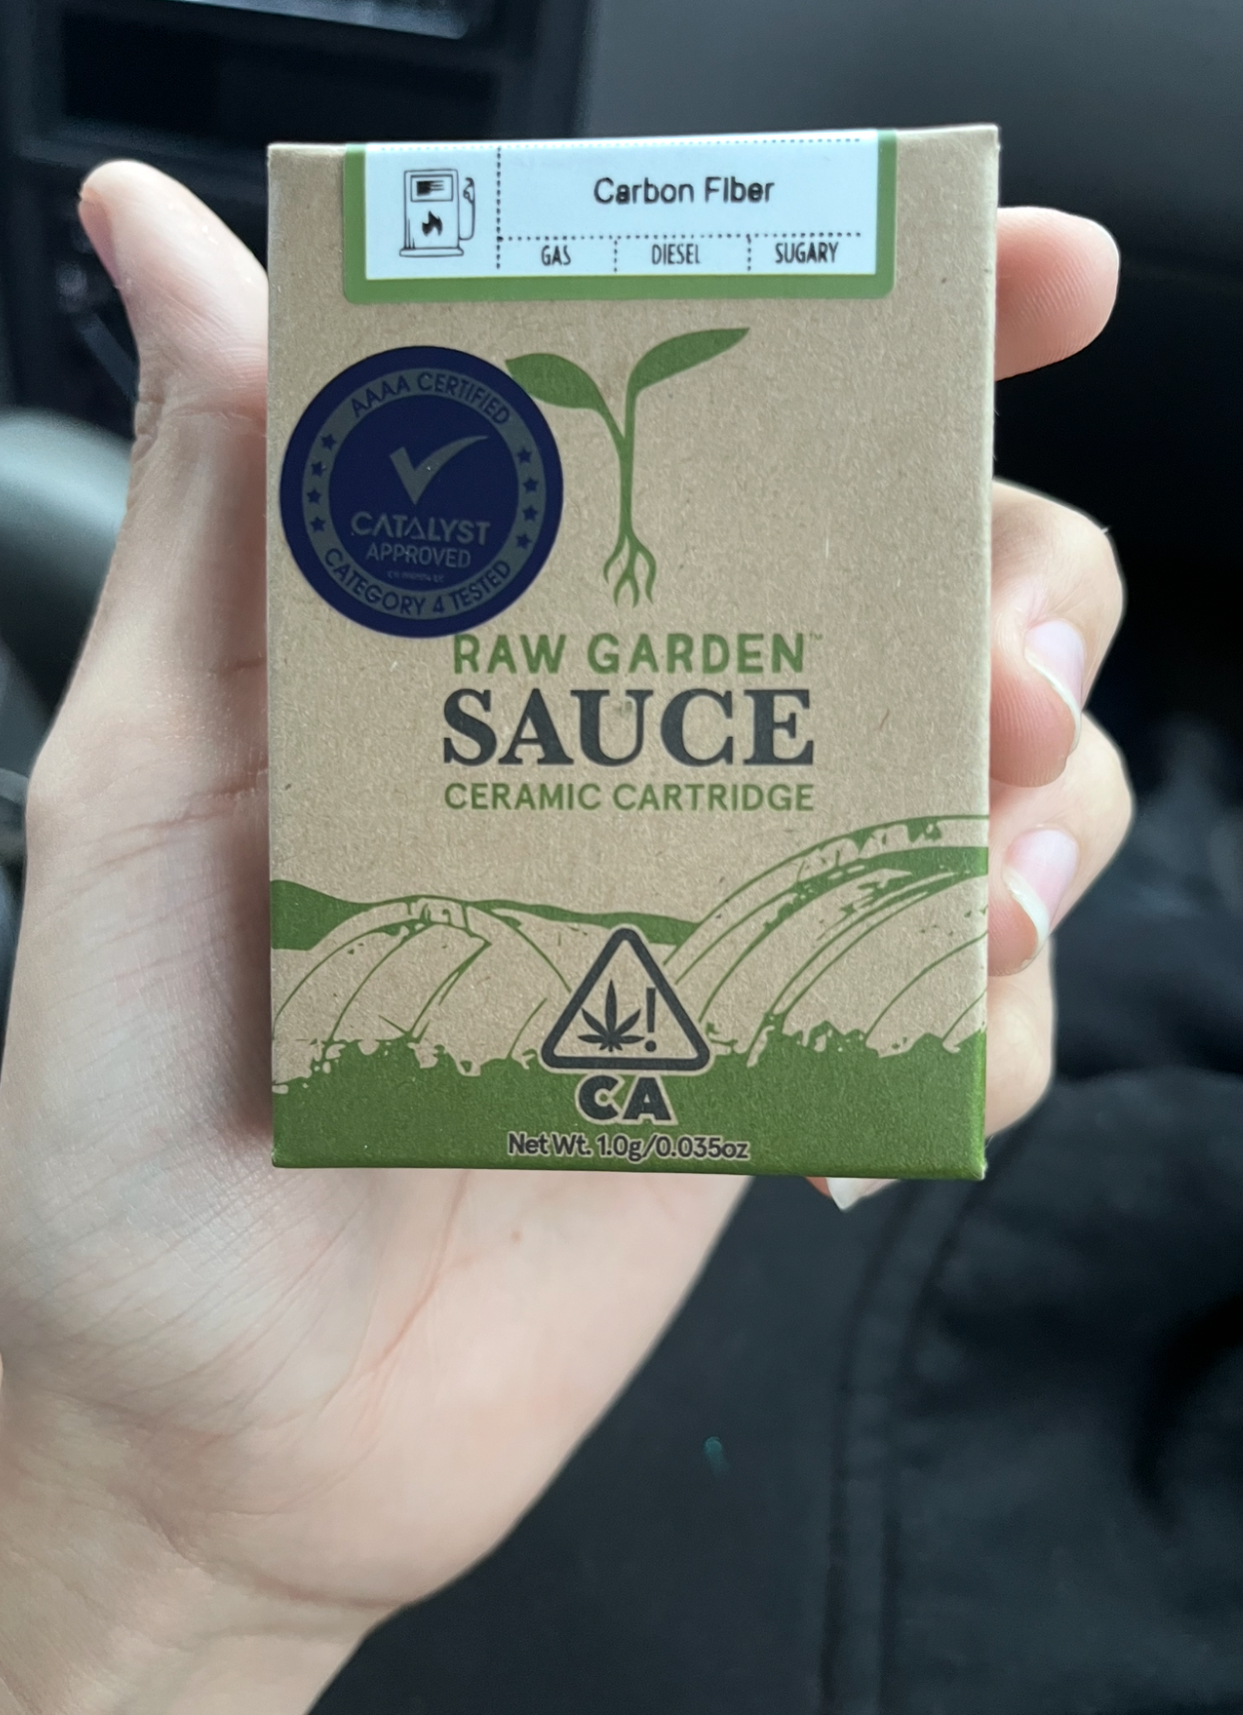 Carbon Fiber
GAS
DIESEL
SUGARY
AAAA CERTIFIED
CATALYST
APPROVED
CATEGORY 4 TESTED
RAW GARDEN™
SAUCE
CERAMIC CARTRIDGE
CA
Net Wt. 1.0g/0.035oz